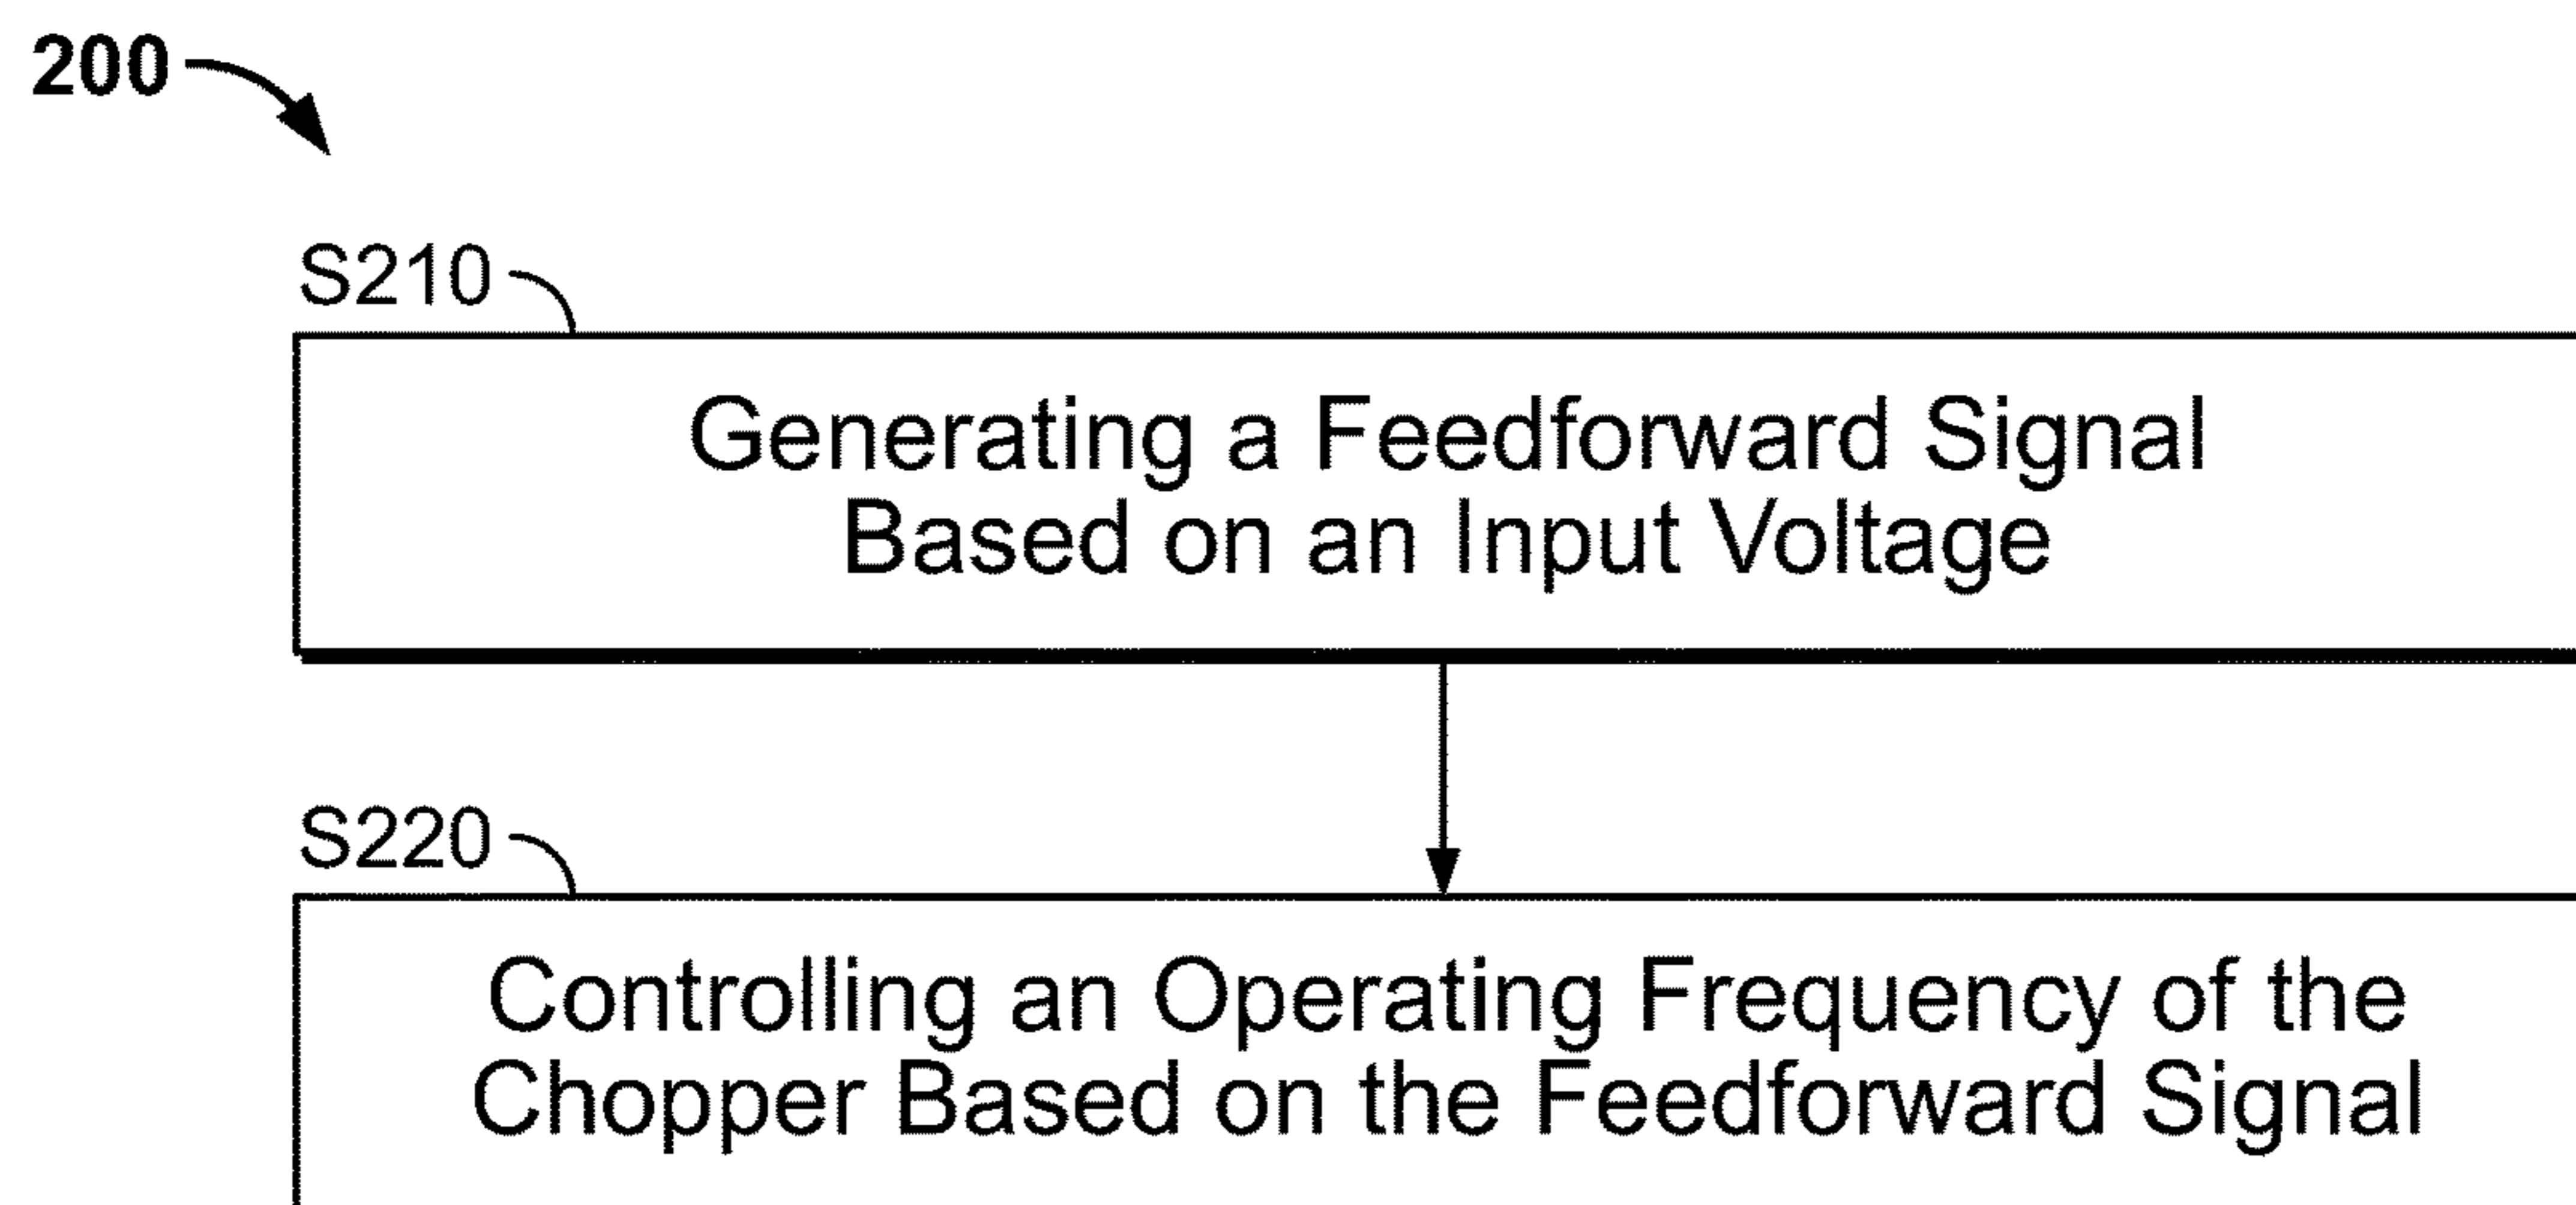 200
S210
Generating a Feedforward Signal
Based on an Input Voltage
S220
Controlling an Operating Frequency of the
Chopper Based on the Feedforward Signal